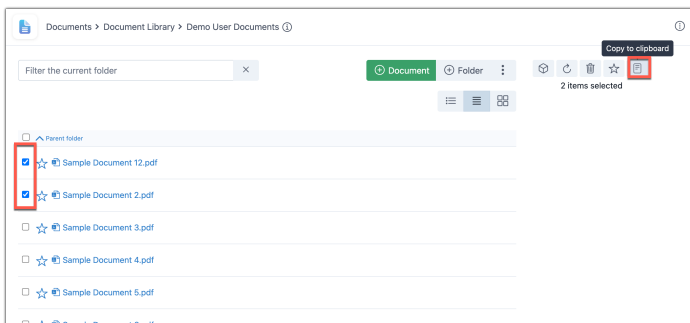 Documents > Document Library > Demo User Documents
Copy to clipboard
Filter the current folder
Document
Folder
2 items selected
Parent folder
Sample Document 12.pdf
Sample Document 2.pdf
Sample Document 3.pdf
Sample Document 4.pdf
Sample Document 5.pdf